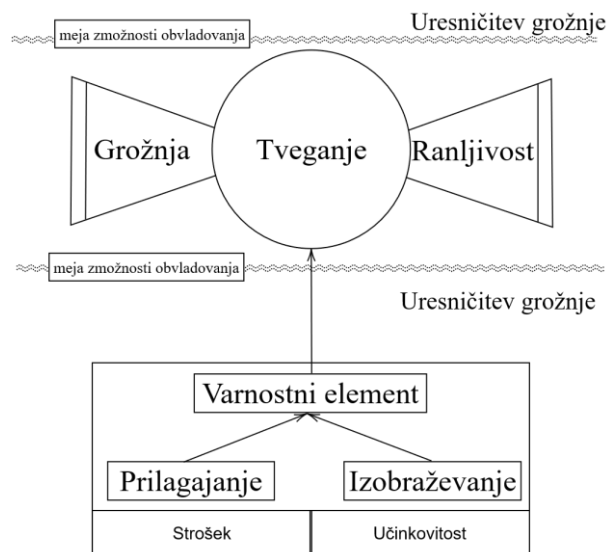 Uresničitev grožnje
meja zmožnosti obvladovanja
Grožnja
Tveganje
Ranljivost
meja zmožnosti obvladovanja
Uresničitev grožnje
Varnostni element
Prilagajanje
Izobraževanje
Strošek
Učinkovitost